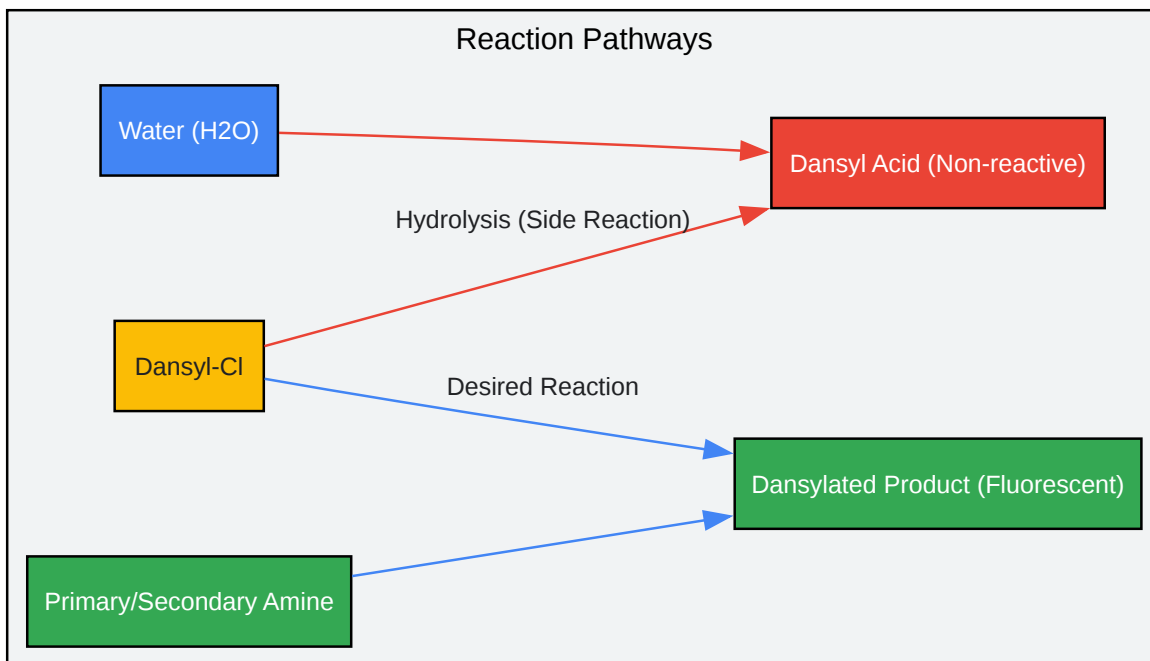 Reaction Pathways
Water (H2O)
Dansyl Acid (Non-reactive)
Hydrolysis (Side Reaction)
Dansyl-Cl
Desired Reaction
Dansylated Product (Fluorescent)
Primary/Secondary Amine